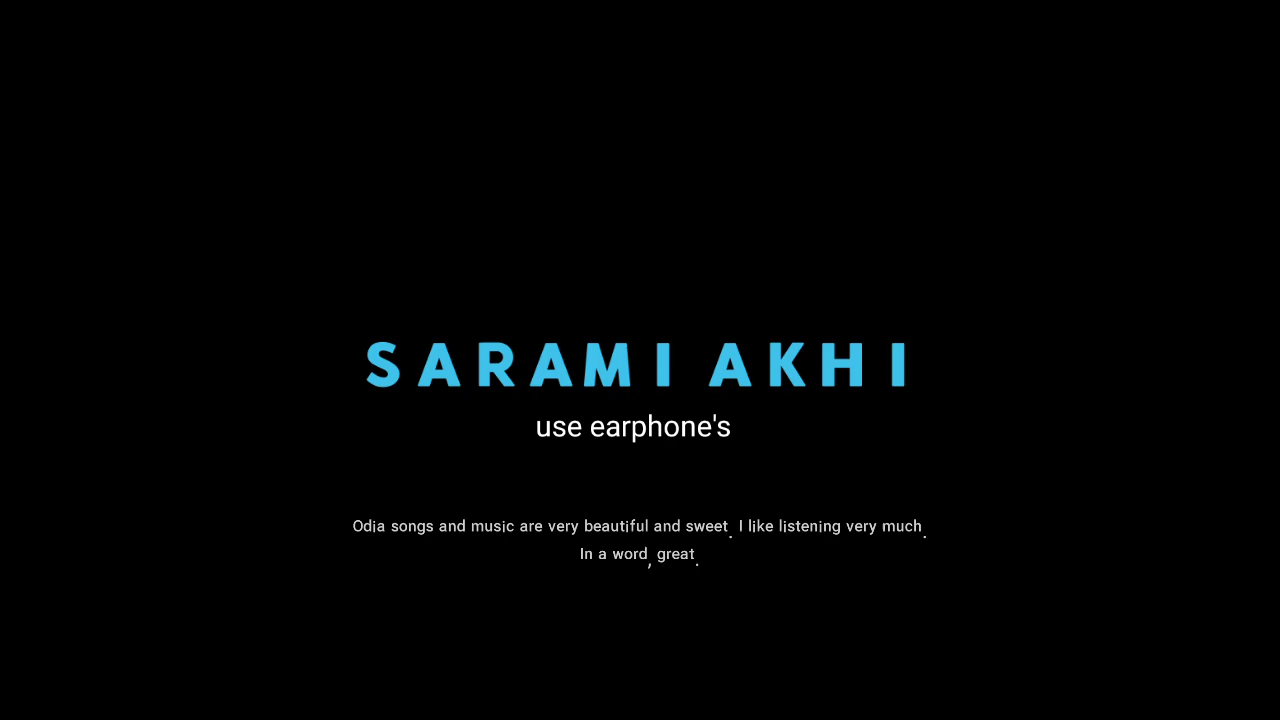 SARAMI AKHI
use earphone's
Odia songs and music are very beautiful and sweet. I like listening very much.
In a word, great.